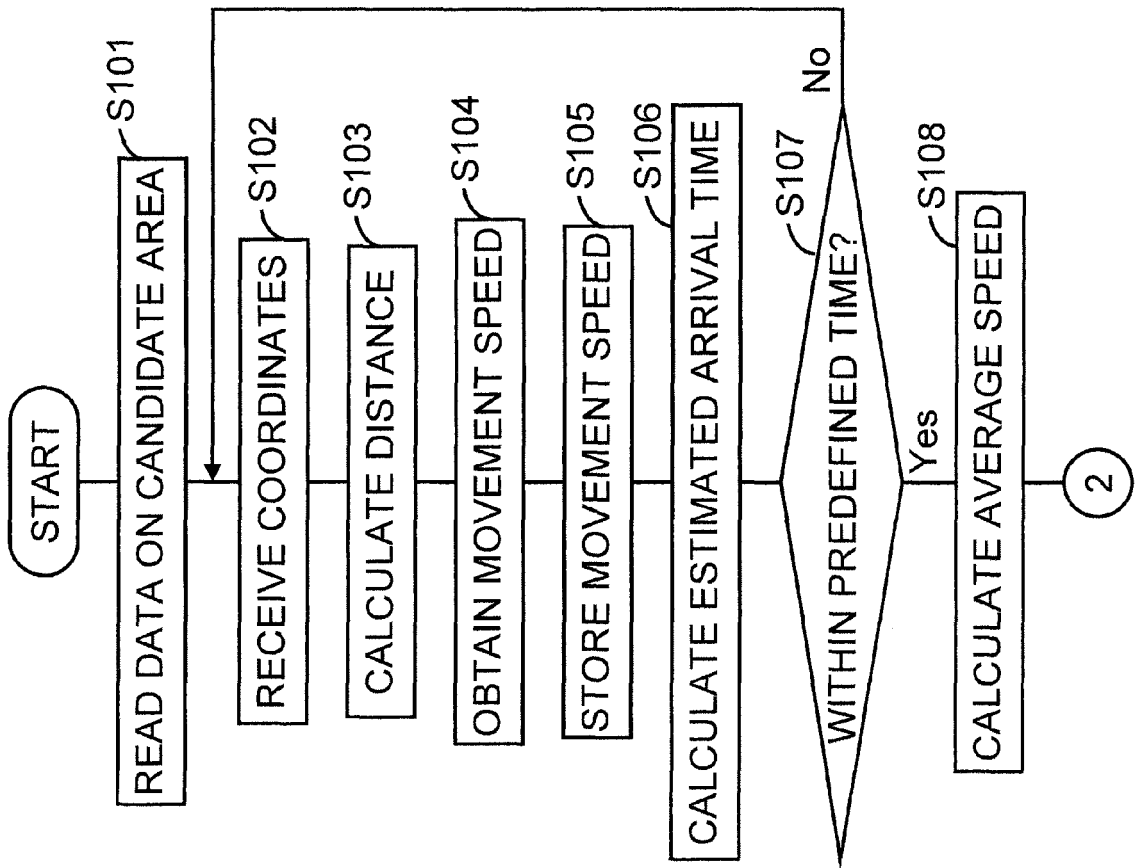 START
S101
READ DATA ON CANDIDATE AREA
S102
RECEIVE COORDINATES
S103
CALCULATE DISTANCE
S104
OBTAIN MOVEMENT SPEED
S105
STORE MOVEMENT SPEED
S106
CALCULATE ESTIMATED ARRIVAL TIME
S107
WITHIN PREDEFINED TIME?
No
Yes
S108
CALCULATE AVERAGE SPEED
2